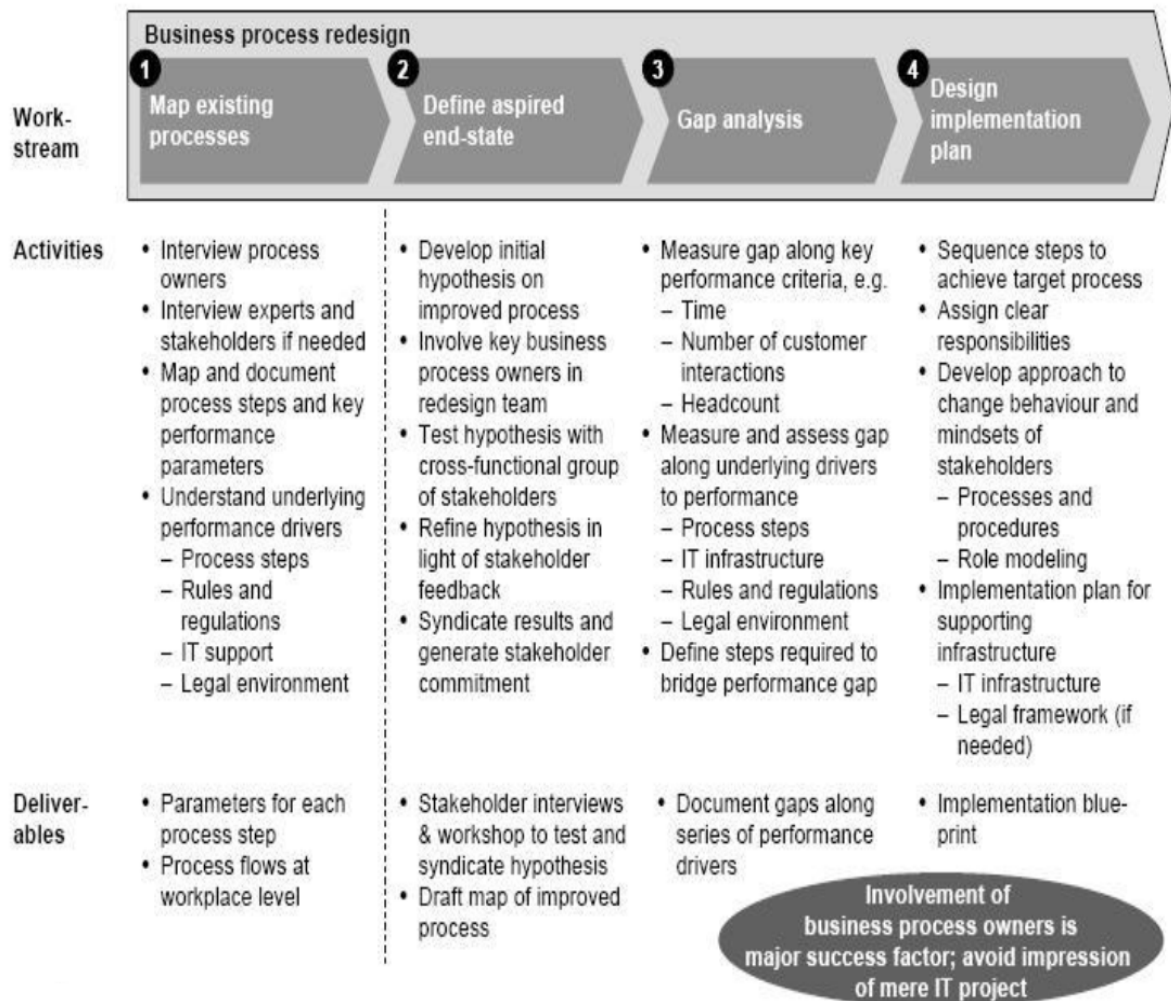 Business process redesign
1
Map existing
processes
2
Define aspired
end-state
3
Gap analysis
4
Design
implementation
plan
Work-
stream
Activities
• Interview process
owners
• Interview experts and
stakeholders if needed
• Map and document
process steps and key
performance
parameters
• Understand underlying
performance drivers
– Process steps
– Rules and
regulations
– IT support
– Legal environment
• Develop initial
hypothesis on
improved process
• Involve key business
process owners in
redesign team
• Test hypothesis with
cross-functional group
of stakeholders
• Refine hypothesis in
light of stakeholder
feedback
• Syndicate results and
generate stakeholder
commitment
• Measure gap along key
performance criteria, e.g.
– Time
– Number of customer
interactions
– Headcount
• Measure and assess gap
along underlying drivers
to performance
– Process steps
– IT infrastructure
– Rules and regulations
– Legal environment
• Define steps required to
bridge performance gap
• Sequence steps to
achieve target process
• Assign clear
responsibilities
• Develop approach to
change behaviour and
mindsets of
stakeholders
– Processes and
procedures
– Role modeling
• Implementation plan for
supporting
infrastructure
– IT infrastructure
– Legal framework (if
needed)
Deliver-
ables
• Parameters for each
process step
• Process flows at
workplace level
• Stakeholder interviews
& workshop to test and
syndicate hypothesis
• Draft map of improved
process
• Document gaps along
series of performance
drivers
• Implementation blue-
print
Involvement of
business process owners is
major success factor; avoid impression
of mere IT project